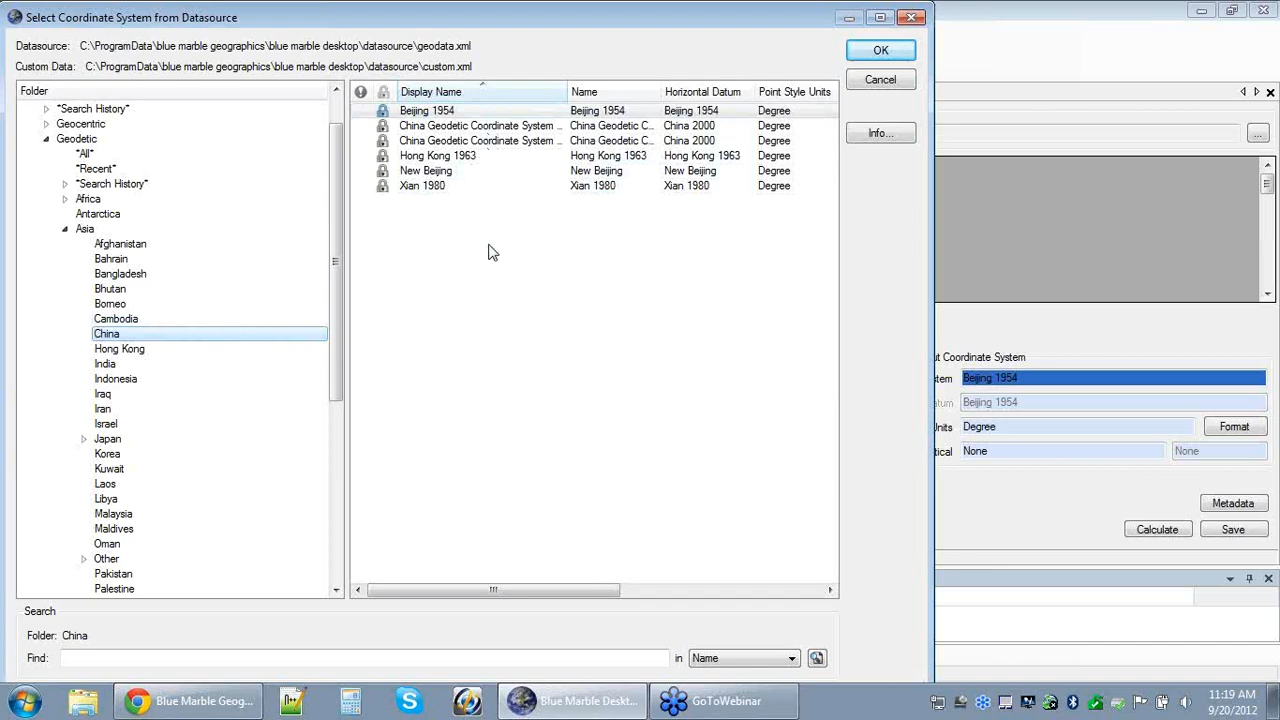 Select Coordinate System from Datasource
Datasource: C:\ProgramData\blue marble geographics\blue marble desktop\datasource\geodata.xml
Custom Data: C:\ProgramData\blue marble geographics\blue marble desktop\datasource\custom.xml
OK
Cancel
Info...
Folder
*Search History*
Geocentric
Geodetic
*All*
*Recent*
*Search History*
Africa
Antarctica
Asia
Afghanistan
Bahrain
Bangladesh
Bhutan
Borneo
Cambodia
China
Hong Kong
India
Indonesia
Iraq
Iran
Israel
Japan
Korea
Kuwait
Laos
Libya
Malaysia
Maldives
Oman
Other
Pakistan
Palestine
Display Name Name Horizontal Datum Point Style Units
Beijing 1954 Beijing 1954 Beijing 1954 Degree
China Geodetic Coordinate System ... China Geodetic C... China 2000 Degree
China Geodetic Coordinate System ... China Geodetic C... China 2000 Degree
Hong Kong 1963 Hong Kong 1963 Hong Kong 1963 Degree
New Beijing New Beijing New Beijing Degree
Xian 1980 Xian 1980 Xian 1980 Degree
Search
Folder: China
Find: in Name
...
ut Coordinate System
stem Beijing 1954
atum Beijing 1954
Units Degree Format
tical None None
Metadata
Calculate Save
Blue Marble Geog...
Blue Marble Deskt...
GoToWebinar
11:19 AM
9/20/2012